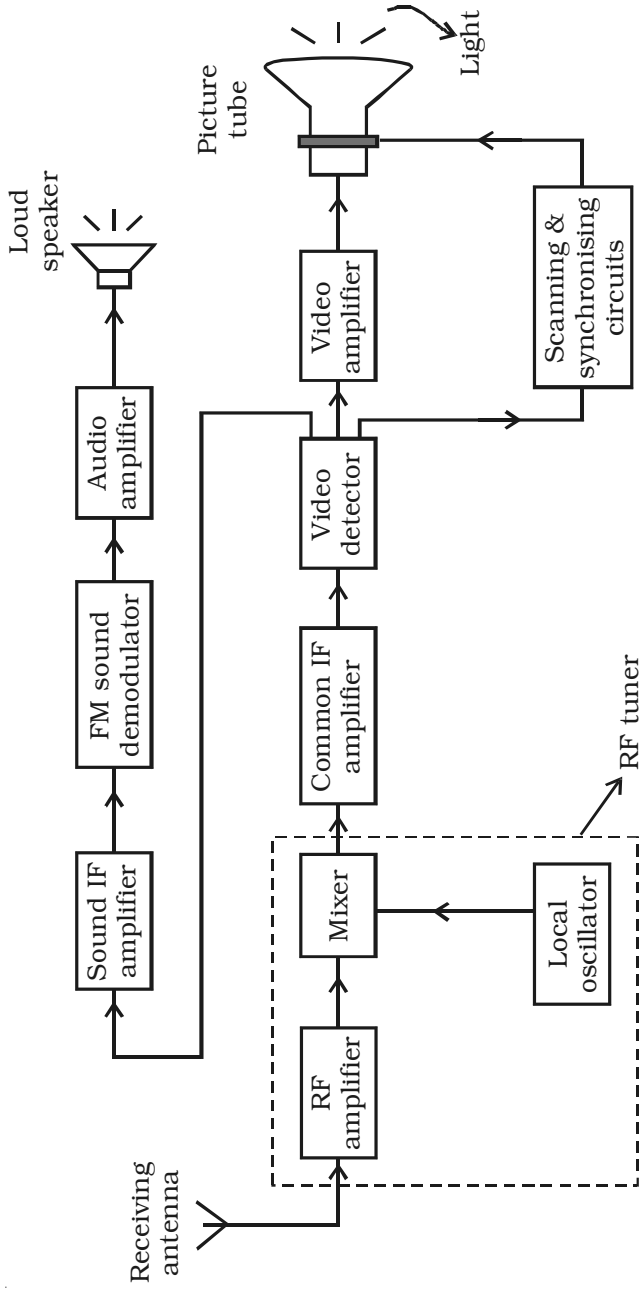 Receiving
antenna
RF
amplifier
Mixer
Local
oscillator
RF tuner
Common IF
amplifier
Video
detector
Video
amplifier
Picture
tube
Light
Scanning &
synchronising
circuits
Sound IF
amplifier
FM sound
demodulator
Audio
amplifier
Loud
speaker